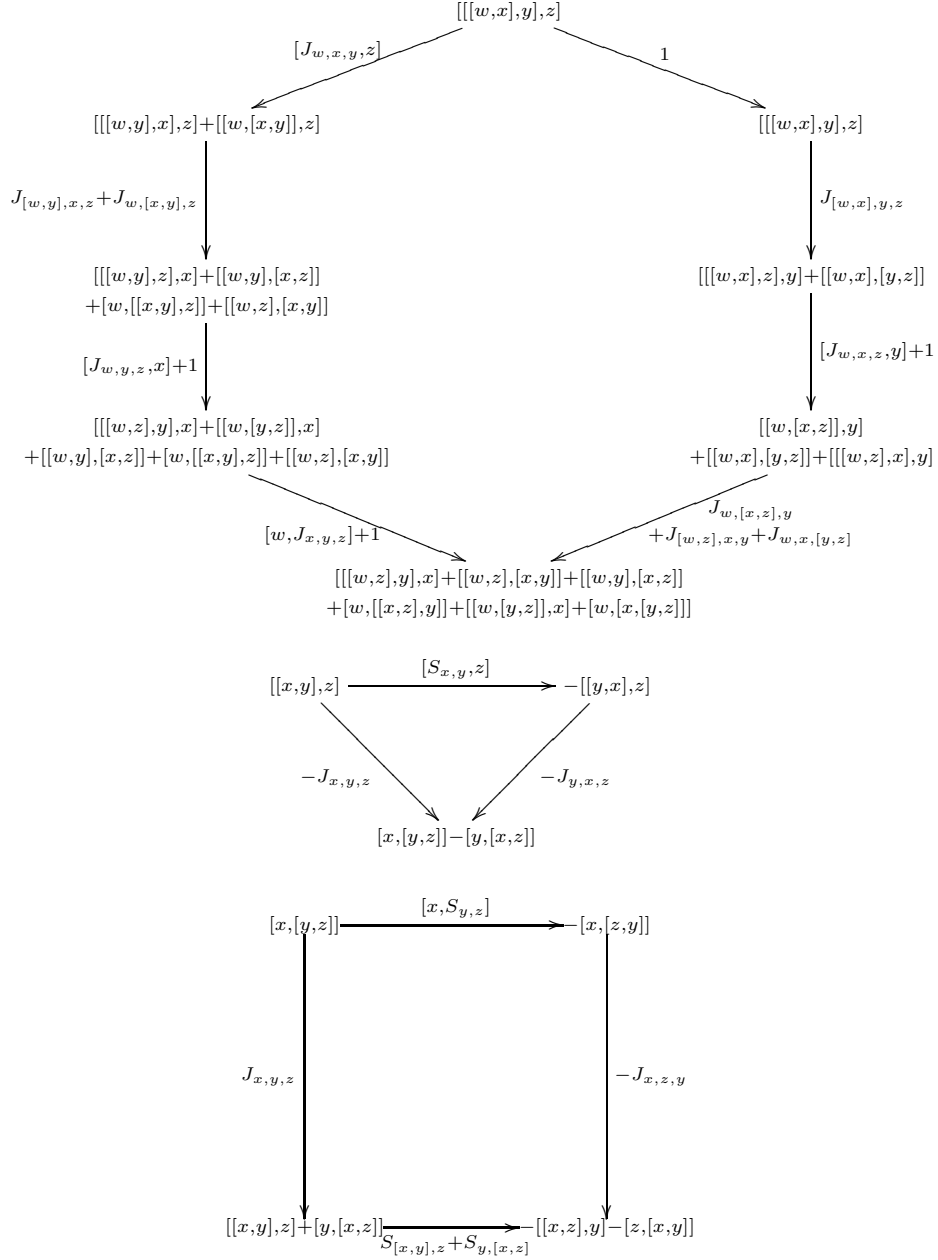 [[[w,x],y],z]
[J_{w,x,y},z]
1
[[[w,y],x],z]+[[w,[x,y]],z]
[[[w,x],y],z]
J_{[w,y],x,z}+J_{w,[x,y],z}
J_{[w,x],y,z}
[[[w,y],z],x]+[[w,y],[x,z]]
+[w,[[x,y],z]]+[[w,z],[x,y]]
[[[w,x],z],y]+[[w,x],[y,z]]
[J_{w,y,z},x]+1
[J_{w,x,z},y]+1
[[[w,z],y],x]+[[w,[y,z]],x]
+[[w,y],[x,z]]+[w,[[x,y],z]]+[[w,z],[x,y]]
[[w,[x,z]],y]
+[[w,x],[y,z]]+[[[w,z],x],y]
[w,J_{x,y,z}]+1
J_{w,[x,z],y}
+J_{[w,z],x,y}+J_{w,x,[y,z]}
[[[w,z],y],x]+[[w,z],[x,y]]+[[w,y],[x,z]]
+[w,[[x,z],y]]+[[w,[y,z]],x]+[w,[x,[y,z]]]
[[x,y],z]
[S_{x,y},z]
−[[y,x],z]
−J_{x,y,z}
−J_{y,x,z}
[x,[y,z]]−[y,[x,z]]
[x,[y,z]]
[x,S_{y,z}]
−[x,[z,y]]
J_{x,y,z}
−J_{x,z,y}
[[x,y],z]+[y,[x,z]]
S_{[x,y],z}+S_{y,[x,z]}
−[[x,z],y]−[z,[x,y]]